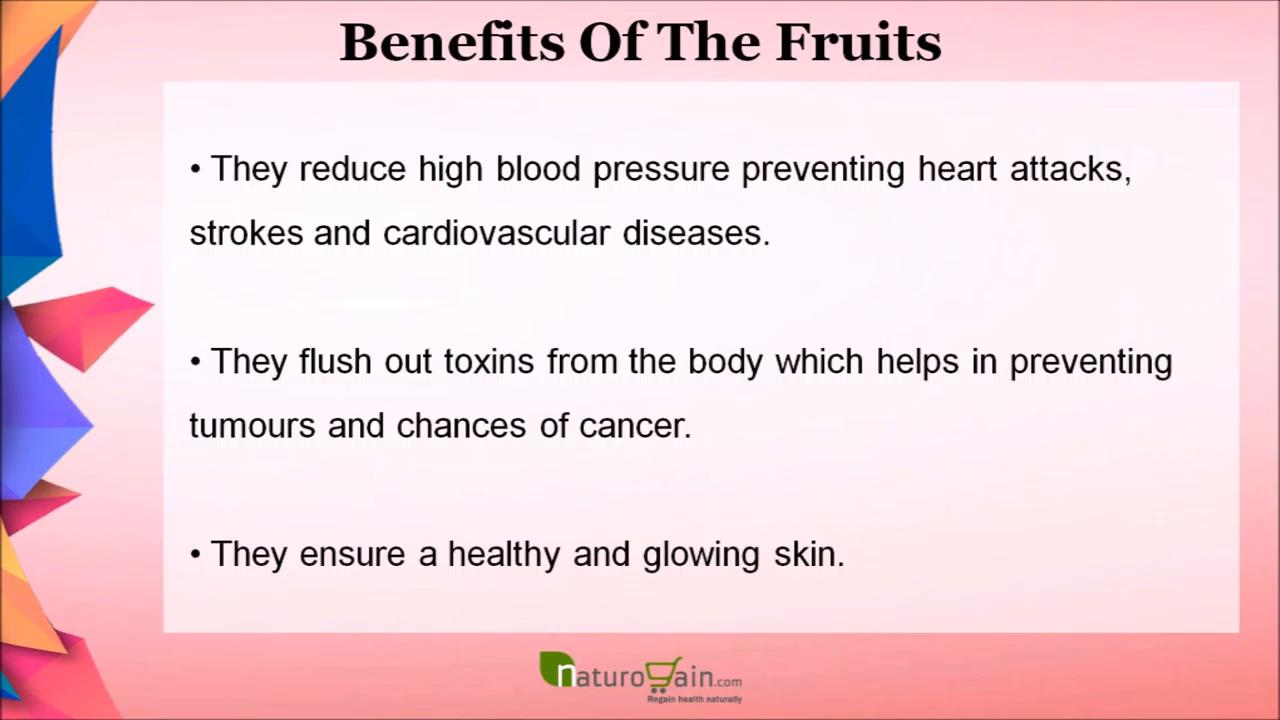 Benefits Of The Fruits
• They reduce high blood pressure preventing heart attacks,
strokes and cardiovascular diseases.
• They flush out toxins from the body which helps in preventing
tumours and chances of cancer.
• They ensure a healthy and glowing skin.
naturogain.com
Regain health naturally